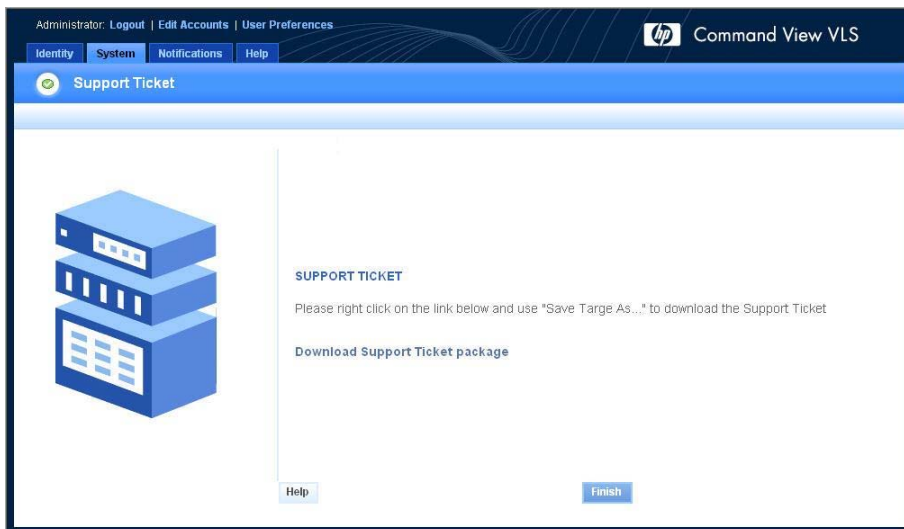 Administrator: Logout | Edit Accounts | User Preferences
hp Command View VLS
Identity System Notifications Help
Support Ticket
SUPPORT TICKET
Please right click on the link below and use "Save Targe As..." to download the Support Ticket
Download Support Ticket package
Help Finish